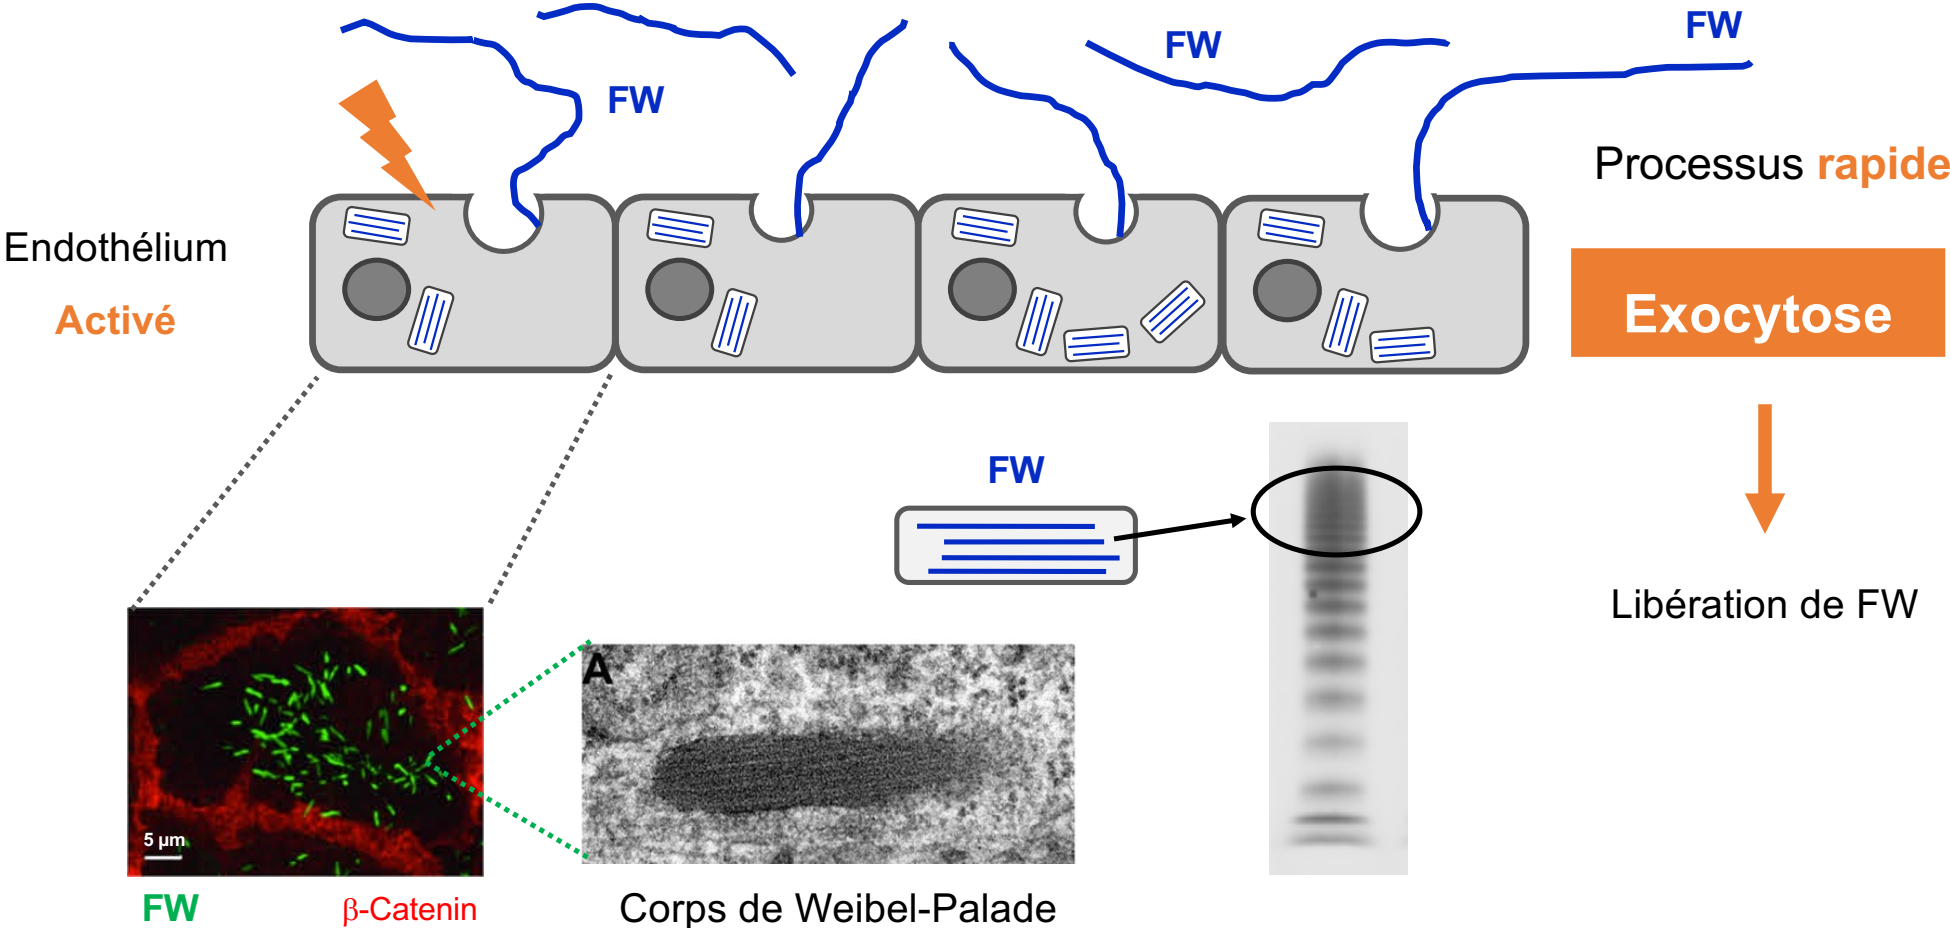 FW
FW
FW
Processus rapide
Endothélium
Activé
Exocytose
FW
Libération de FW
A
5 µm
FW
β-Catenin
Corps de Weibel-Palade